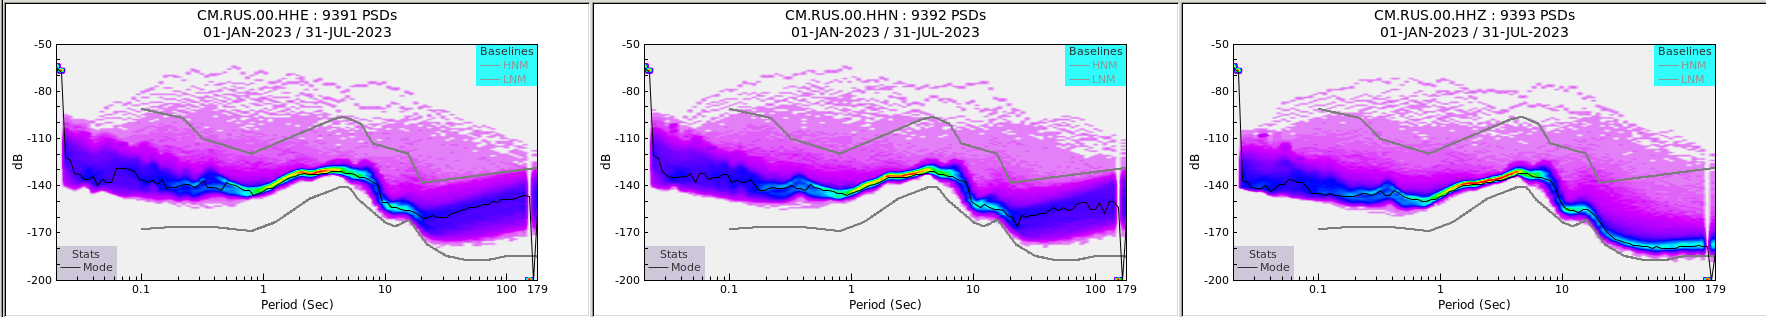 CM.RUS.00.HHE : 9391 PSDs
01-JAN-2023 / 31-JUL-2023
-50
-80
-110
-140
-170
-200
dB
Baselines
HNM
LNM
Stats
Mode
0.1 1 10 100 179
Period (Sec)
CM.RUS.00.HHN : 9392 PSDs
01-JAN-2023 / 31-JUL-2023
-50
-80
-110
-140
-170
-200
dB
Baselines
HNM
LNM
Stats
Mode
0.1 1 10 100 179
Period (Sec)
CM.RUS.00.HHZ : 9393 PSDs
01-JAN-2023 / 31-JUL-2023
-50
-80
-110
-140
-170
-200
dB
Baselines
HNM
LNM
Stats
Mode
0.1 1 10 100 179
Period (Sec)